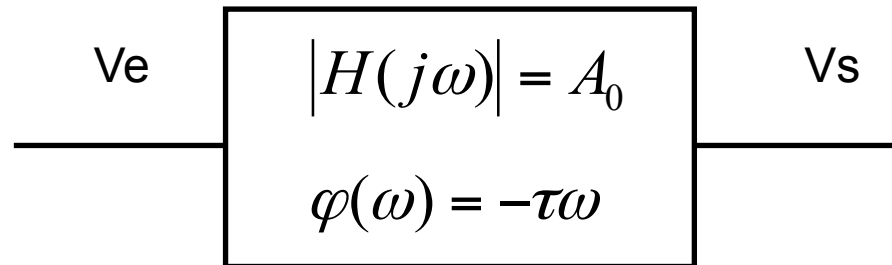 Ve
|H(jω)| = A₀
φ(ω) = −τω
Vs